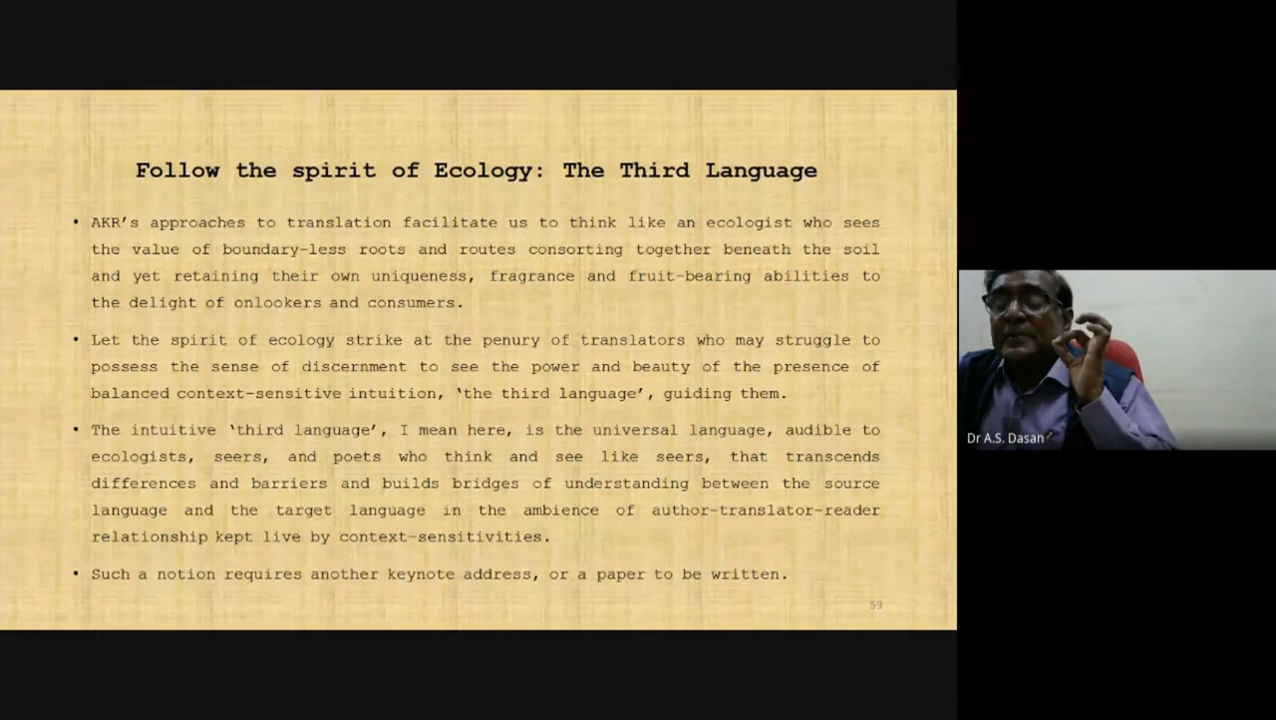 Follow the spirit of Ecology: The Third Language
• AKR's approaches to translation facilitate us to think like an ecologist who sees
the value of boundary-less roots and routes consorting together beneath the soil
and yet retaining their own uniqueness, fragrance and fruit-bearing abilities to
the delight of onlookers and consumers.
• Let the spirit of ecology strike at the penury of translators who may struggle to
possess the sense of discernment to see the power and beauty of the presence of
balanced context-sensitive intuition, ‘the third language’, guiding them.
• The intuitive ‘third language’, I mean here, is the universal language, audible to
ecologists, seers, and poets who think and see like seers, that transcends
differences and barriers and builds bridges of understanding between the source
language and the target language in the ambience of author-translator-reader
relationship kept live by context-sensitivities.
• Such a notion requires another keynote address, or a paper to be written.
59
Dr A.S. Dasan